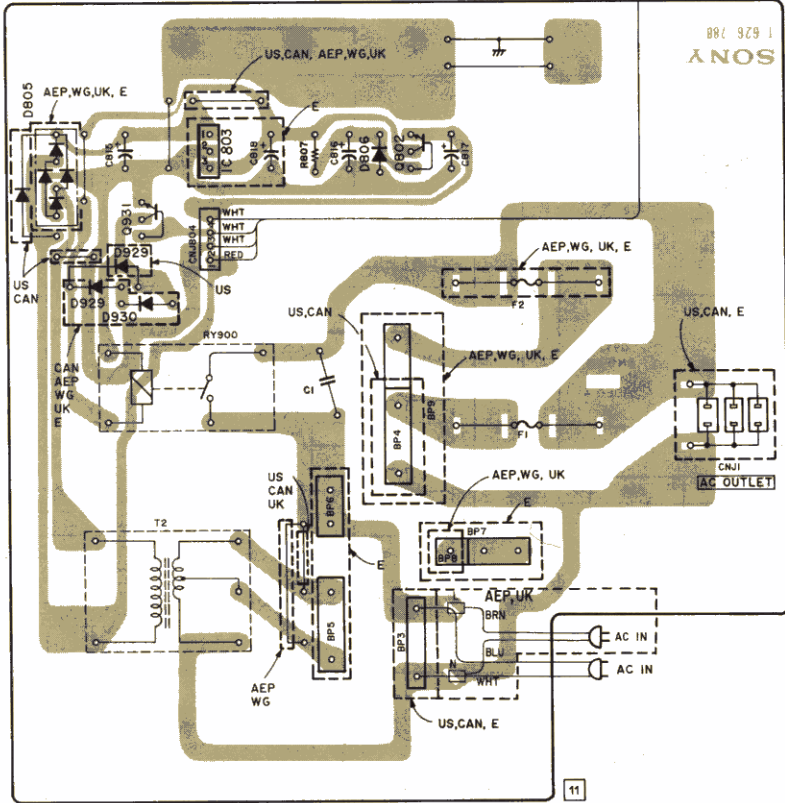 SONY
1 626 788
US,CAN, AEP,WG,UK
D805
AEP,WG,UK, E
E
C815
IC 803
C818
R807
C816
D806
Q802
C817
Q931
CNJ804
WHT
WHT
WHT
RED
D929
US
CAN
D929
US
D930
AEP,WG, UK, E
F2
RY900
US,CAN
US,CAN, E
AEP,WG, UK, E
CAN
AEP
WG
UK
E
C1
BP9
BP4
F1
CNJ1
AC OUTLET
US
CAN
UK
AEP,WG, UK
E
BP6
BP7
BP8
T2
E
AEP,UK
BRN
BP5
BP3
AC IN
BLU
N
AC IN
WHT
AEP
WG
US,CAN, E
11